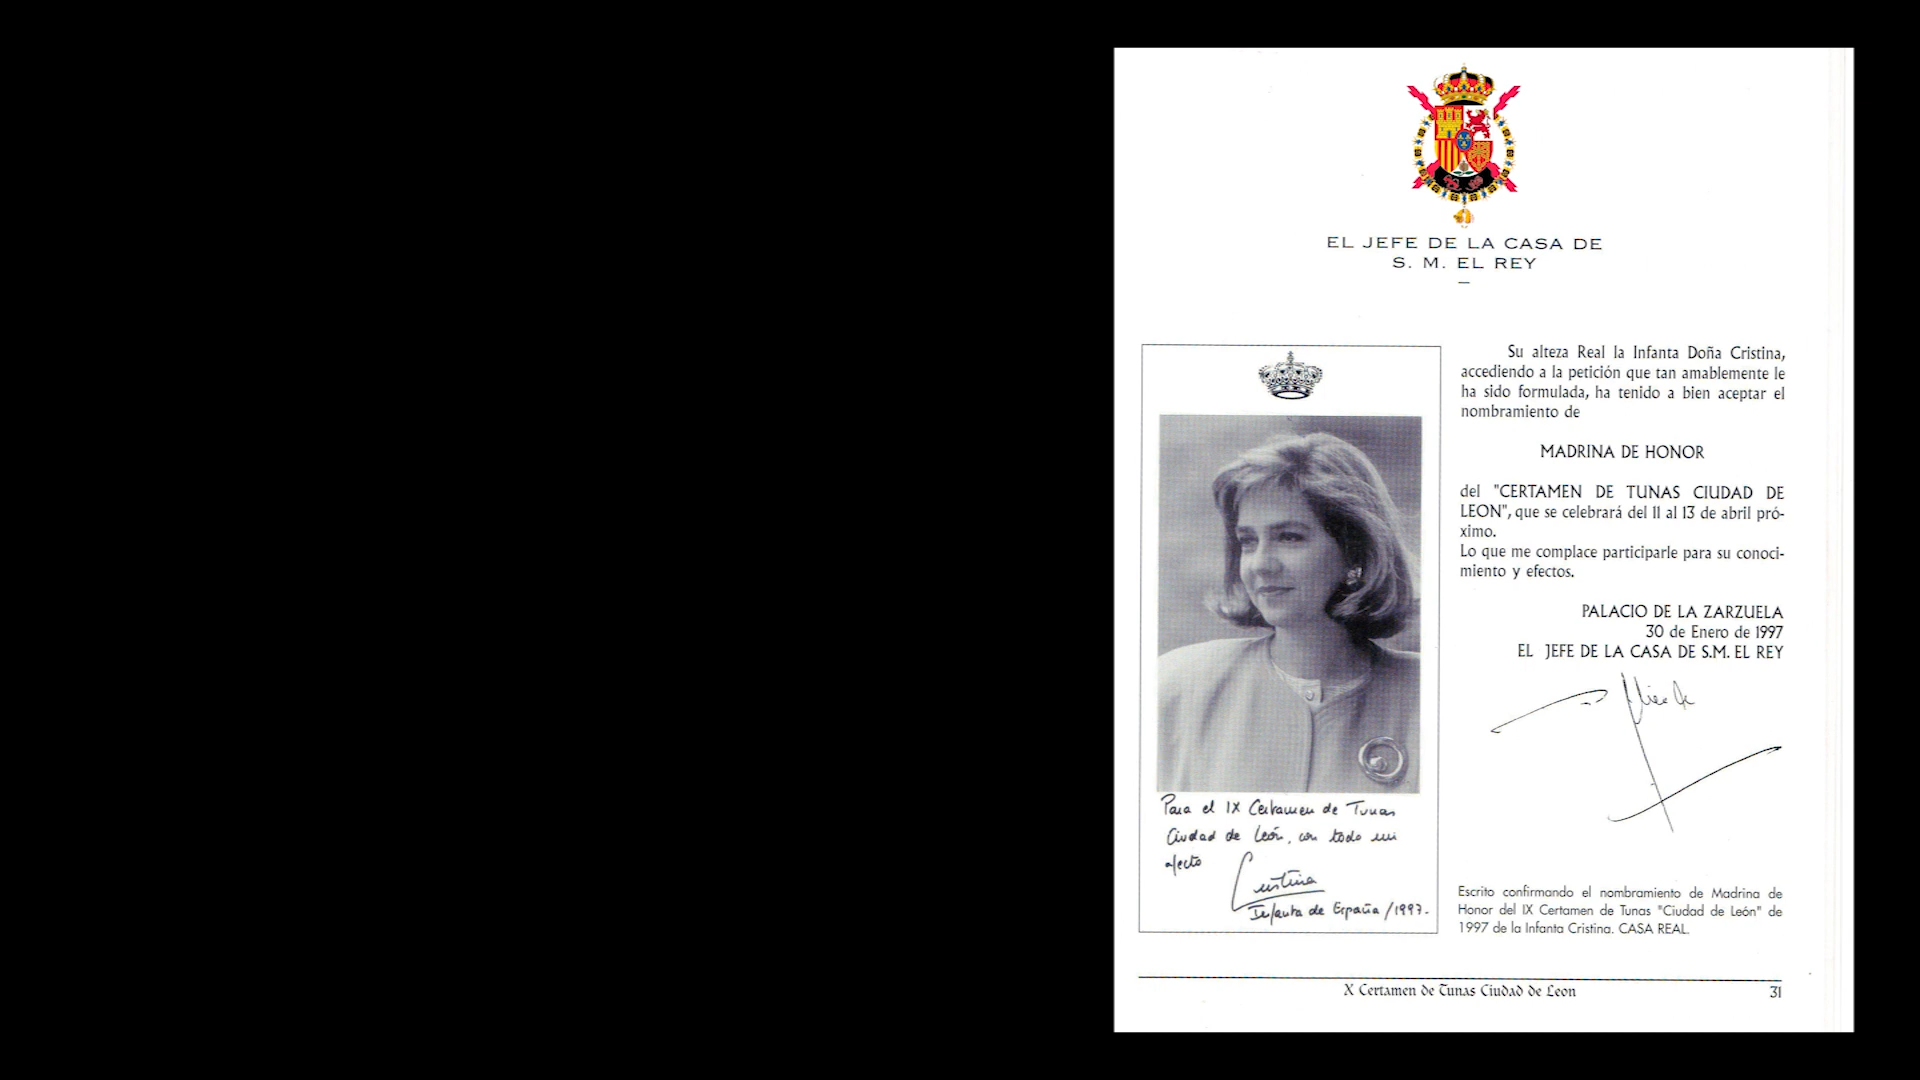 EL JEFE DE LA CASA DE
S. M. EL REY
Su alteza Real la Infanta Doña Cristina,
accediendo a la petición que tan amablemente le
ha sido formulada, ha tenido a bien aceptar el
nombramiento de
MADRINA DE HONOR
del "CERTAMEN DE TUNAS CIUDAD DE
LEON", que se celebrará del 11 al 13 de abril pró-
ximo.
Lo que me complace participarle para su conoci-
miento y efectos.
PALACIO DE LA ZARZUELA
30 de Enero de 1997
EL JEFE DE LA CASA DE S.M. EL REY
Para el IX Certamen de Tunas
Ciudad de León, con todo mi
afecto
Cristina
Infanta de España/1997.
Escrito confirmando el nombramiento de Madrina de
Honor del IX Certamen de Tunas "Ciudad de León" de
1997 de la Infanta Cristina. CASA REAL.
X Certamen de Tunas Ciudad de Leon
31